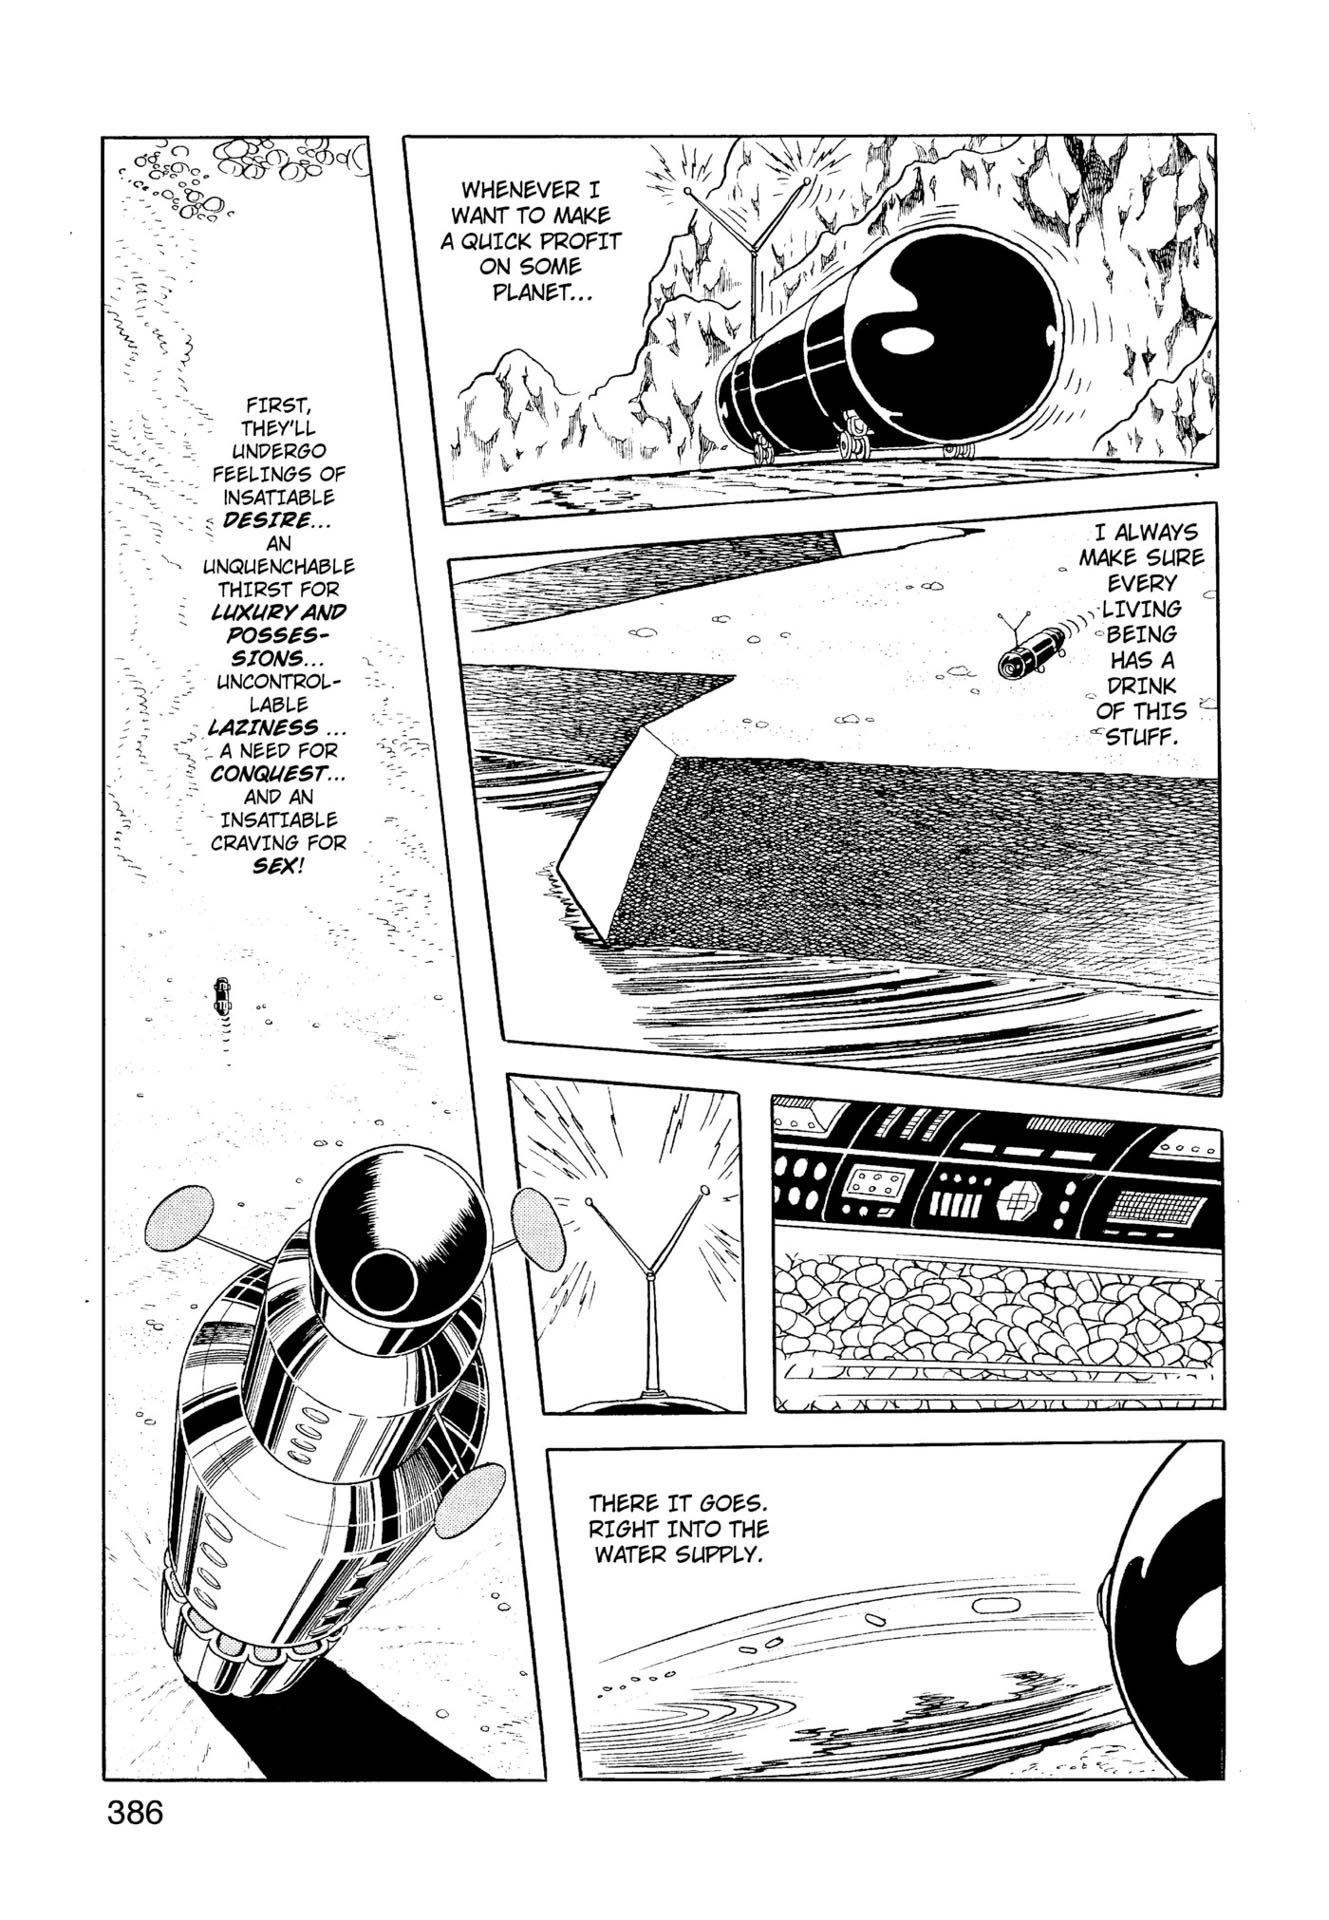 WHENEVER I
WANT TO MAKE
A QUICK PROFIT
ON SOME
PLANET...
I ALWAYS
MAKE SURE
EVERY
LIVING
BEING
HAS A
DRINK
OF THIS
STUFF.
THERE IT GOES.
RIGHT INTO THE
WATER SUPPLY.
FIRST,
THEY'LL
UNDERGO
FEELINGS OF
INSATIABLE
DESIRE...
AN
UNQUENCHABLE
THIRST FOR
LUXURY AND
POSSES-
SIONS...
UNCONTROL-
LABLE
LAZINESS...
A NEED FOR
CONQUEST...
AND AN
INSATIABLE
CRAVING FOR
SEX!
386